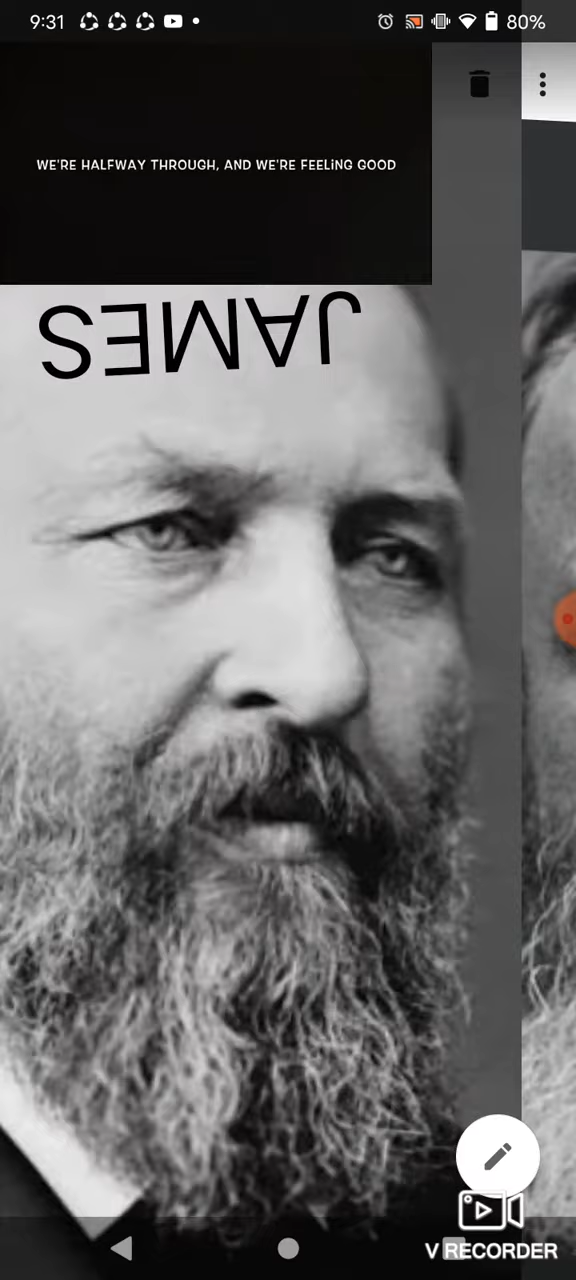 9:31
80%
WE'RE HALFWAY THROUGH, AND WE'RE FEELING GOOD
JAMES
V RECORDER